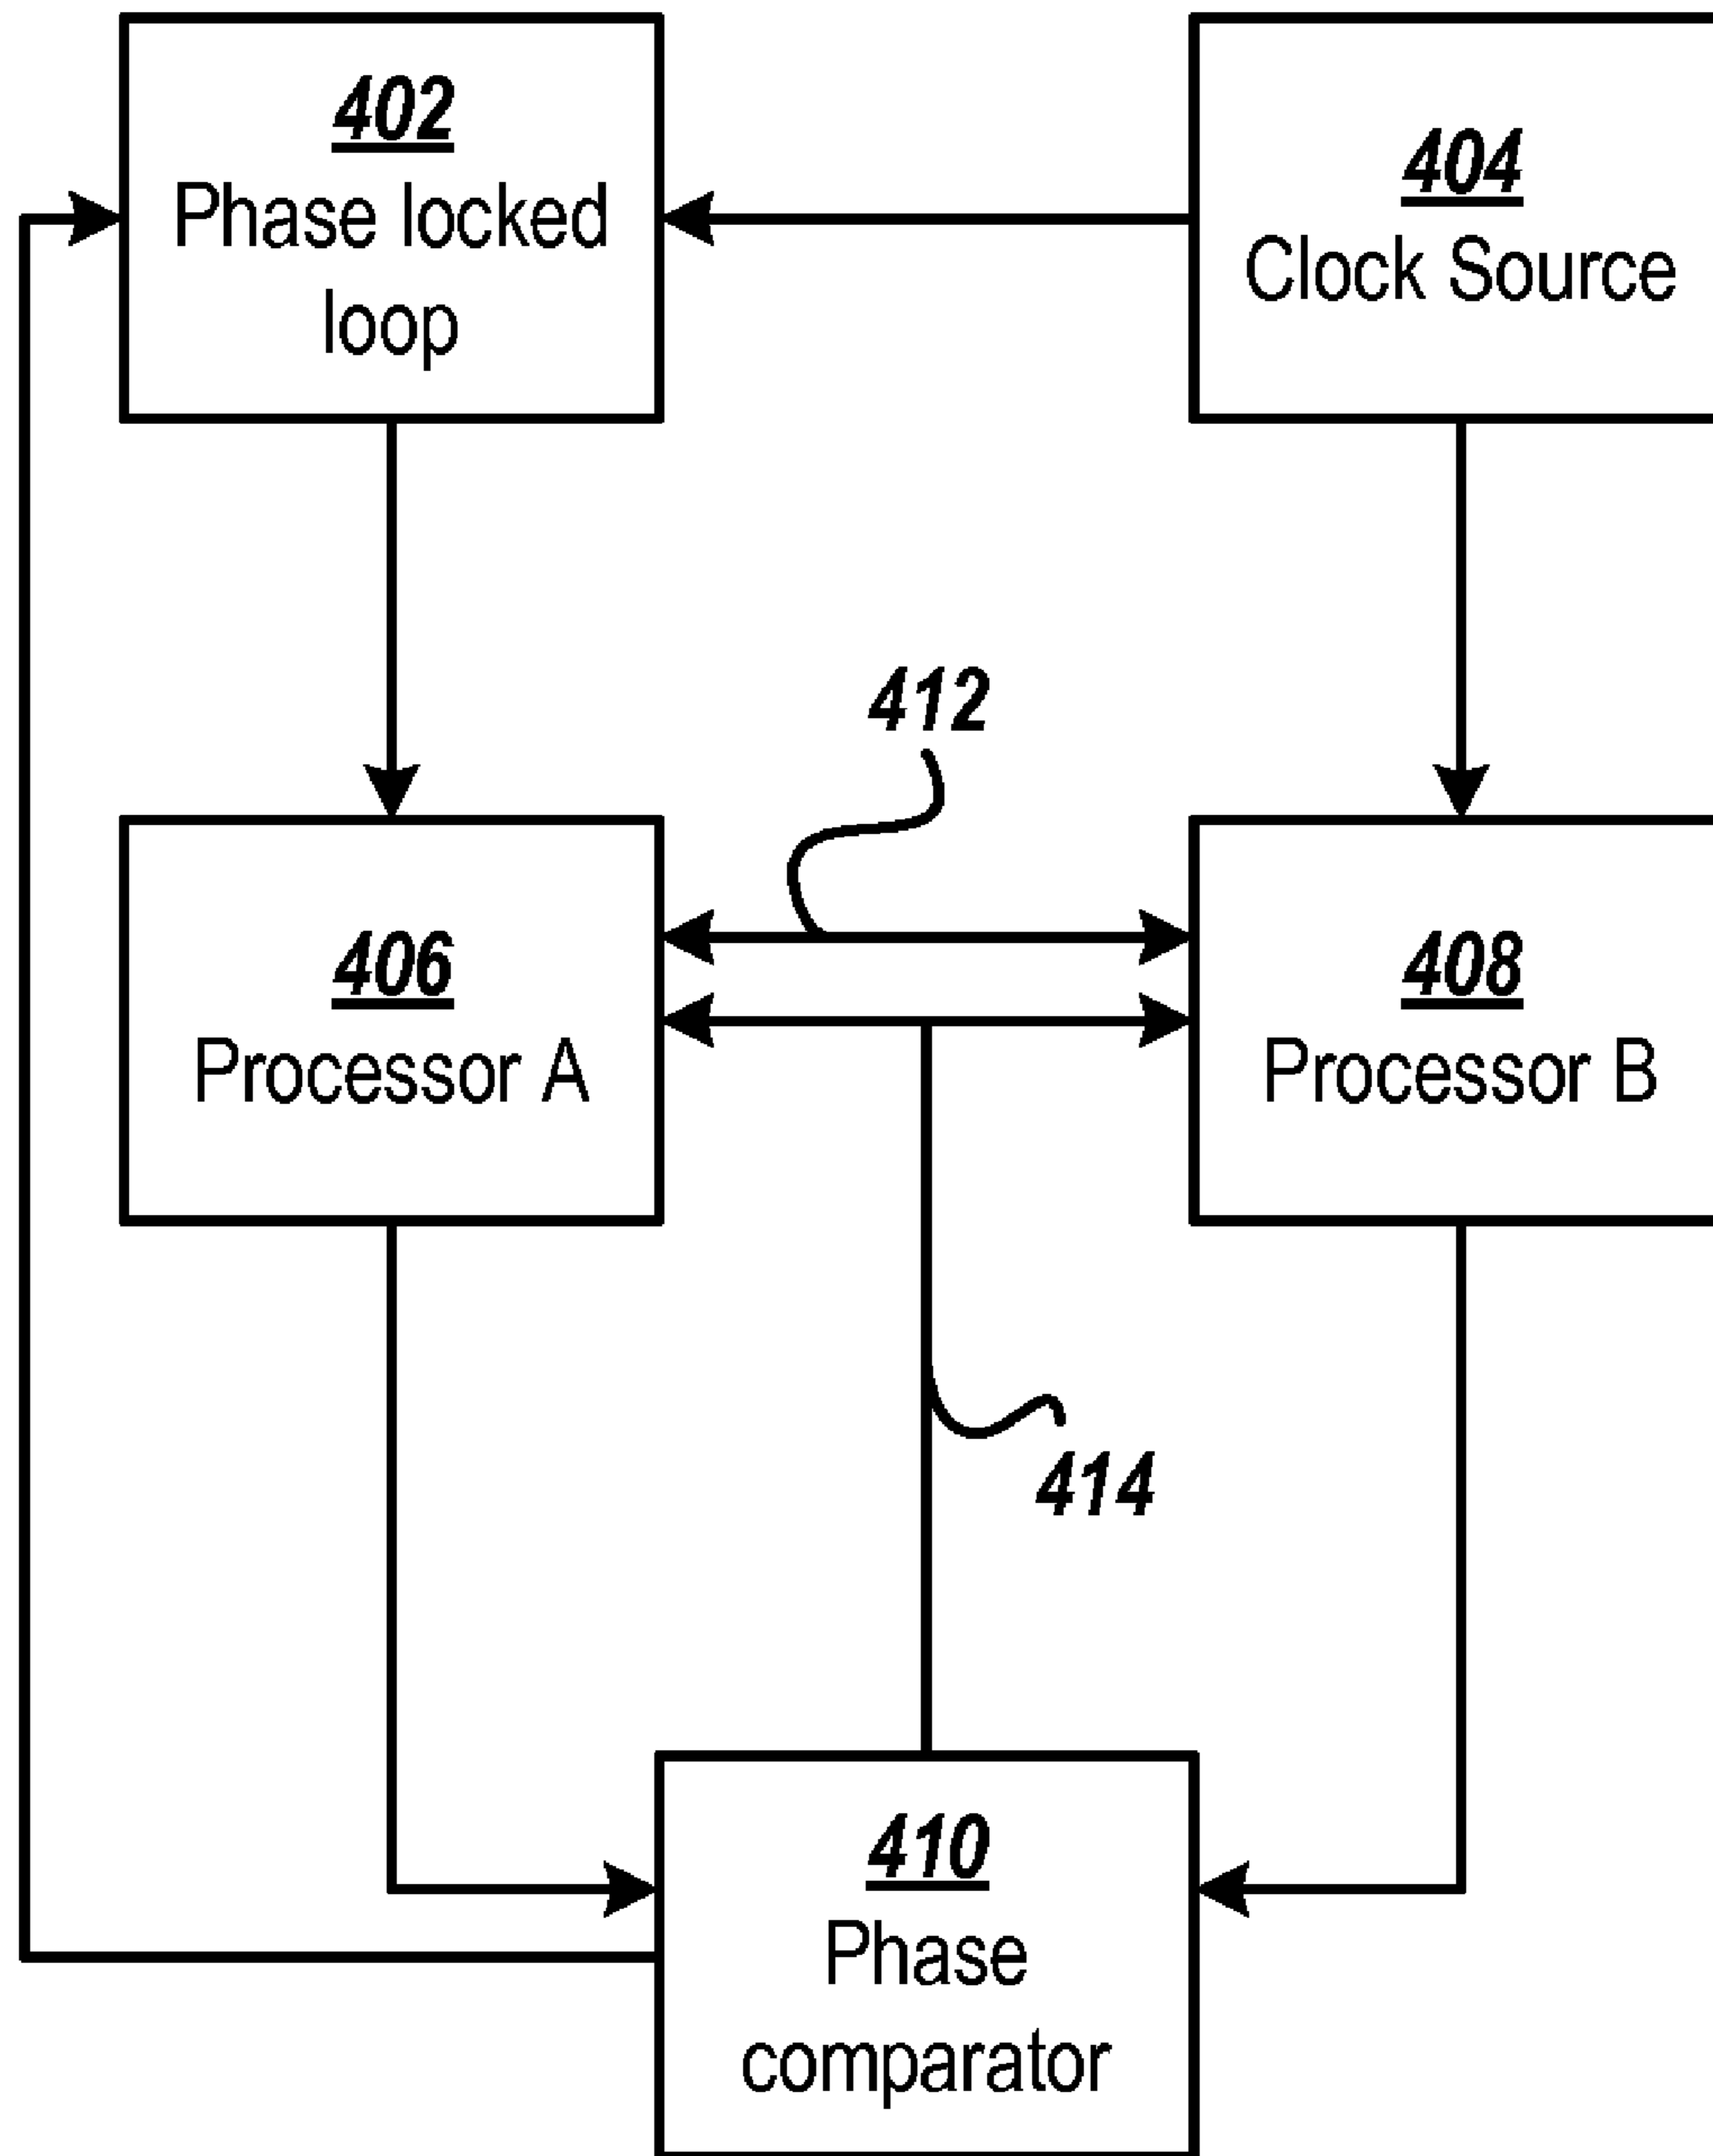 402
Phase locked
loop
404
Clock Source
412
406
Processor A
408
Processor B
414
410
Phase
comparator